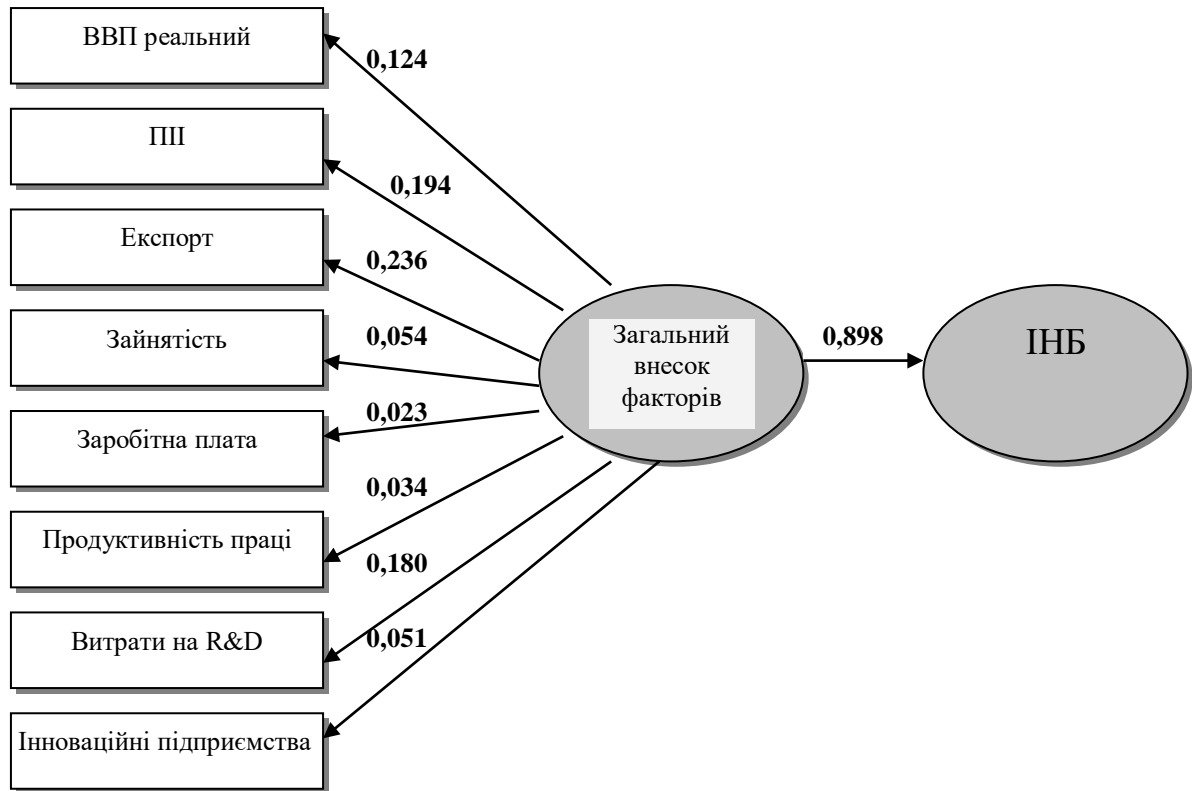 ВВП реальний
0,124
ПІІ
0,194
Експорт
0,236
Зайнятість
0,054
Заробітна плата
0,023
Продуктивність праці
0,034
Витрати на R&D
0,180
Інноваційні підприємства
0,051
Загальний
внесок
факторів
0,898
ІНБ